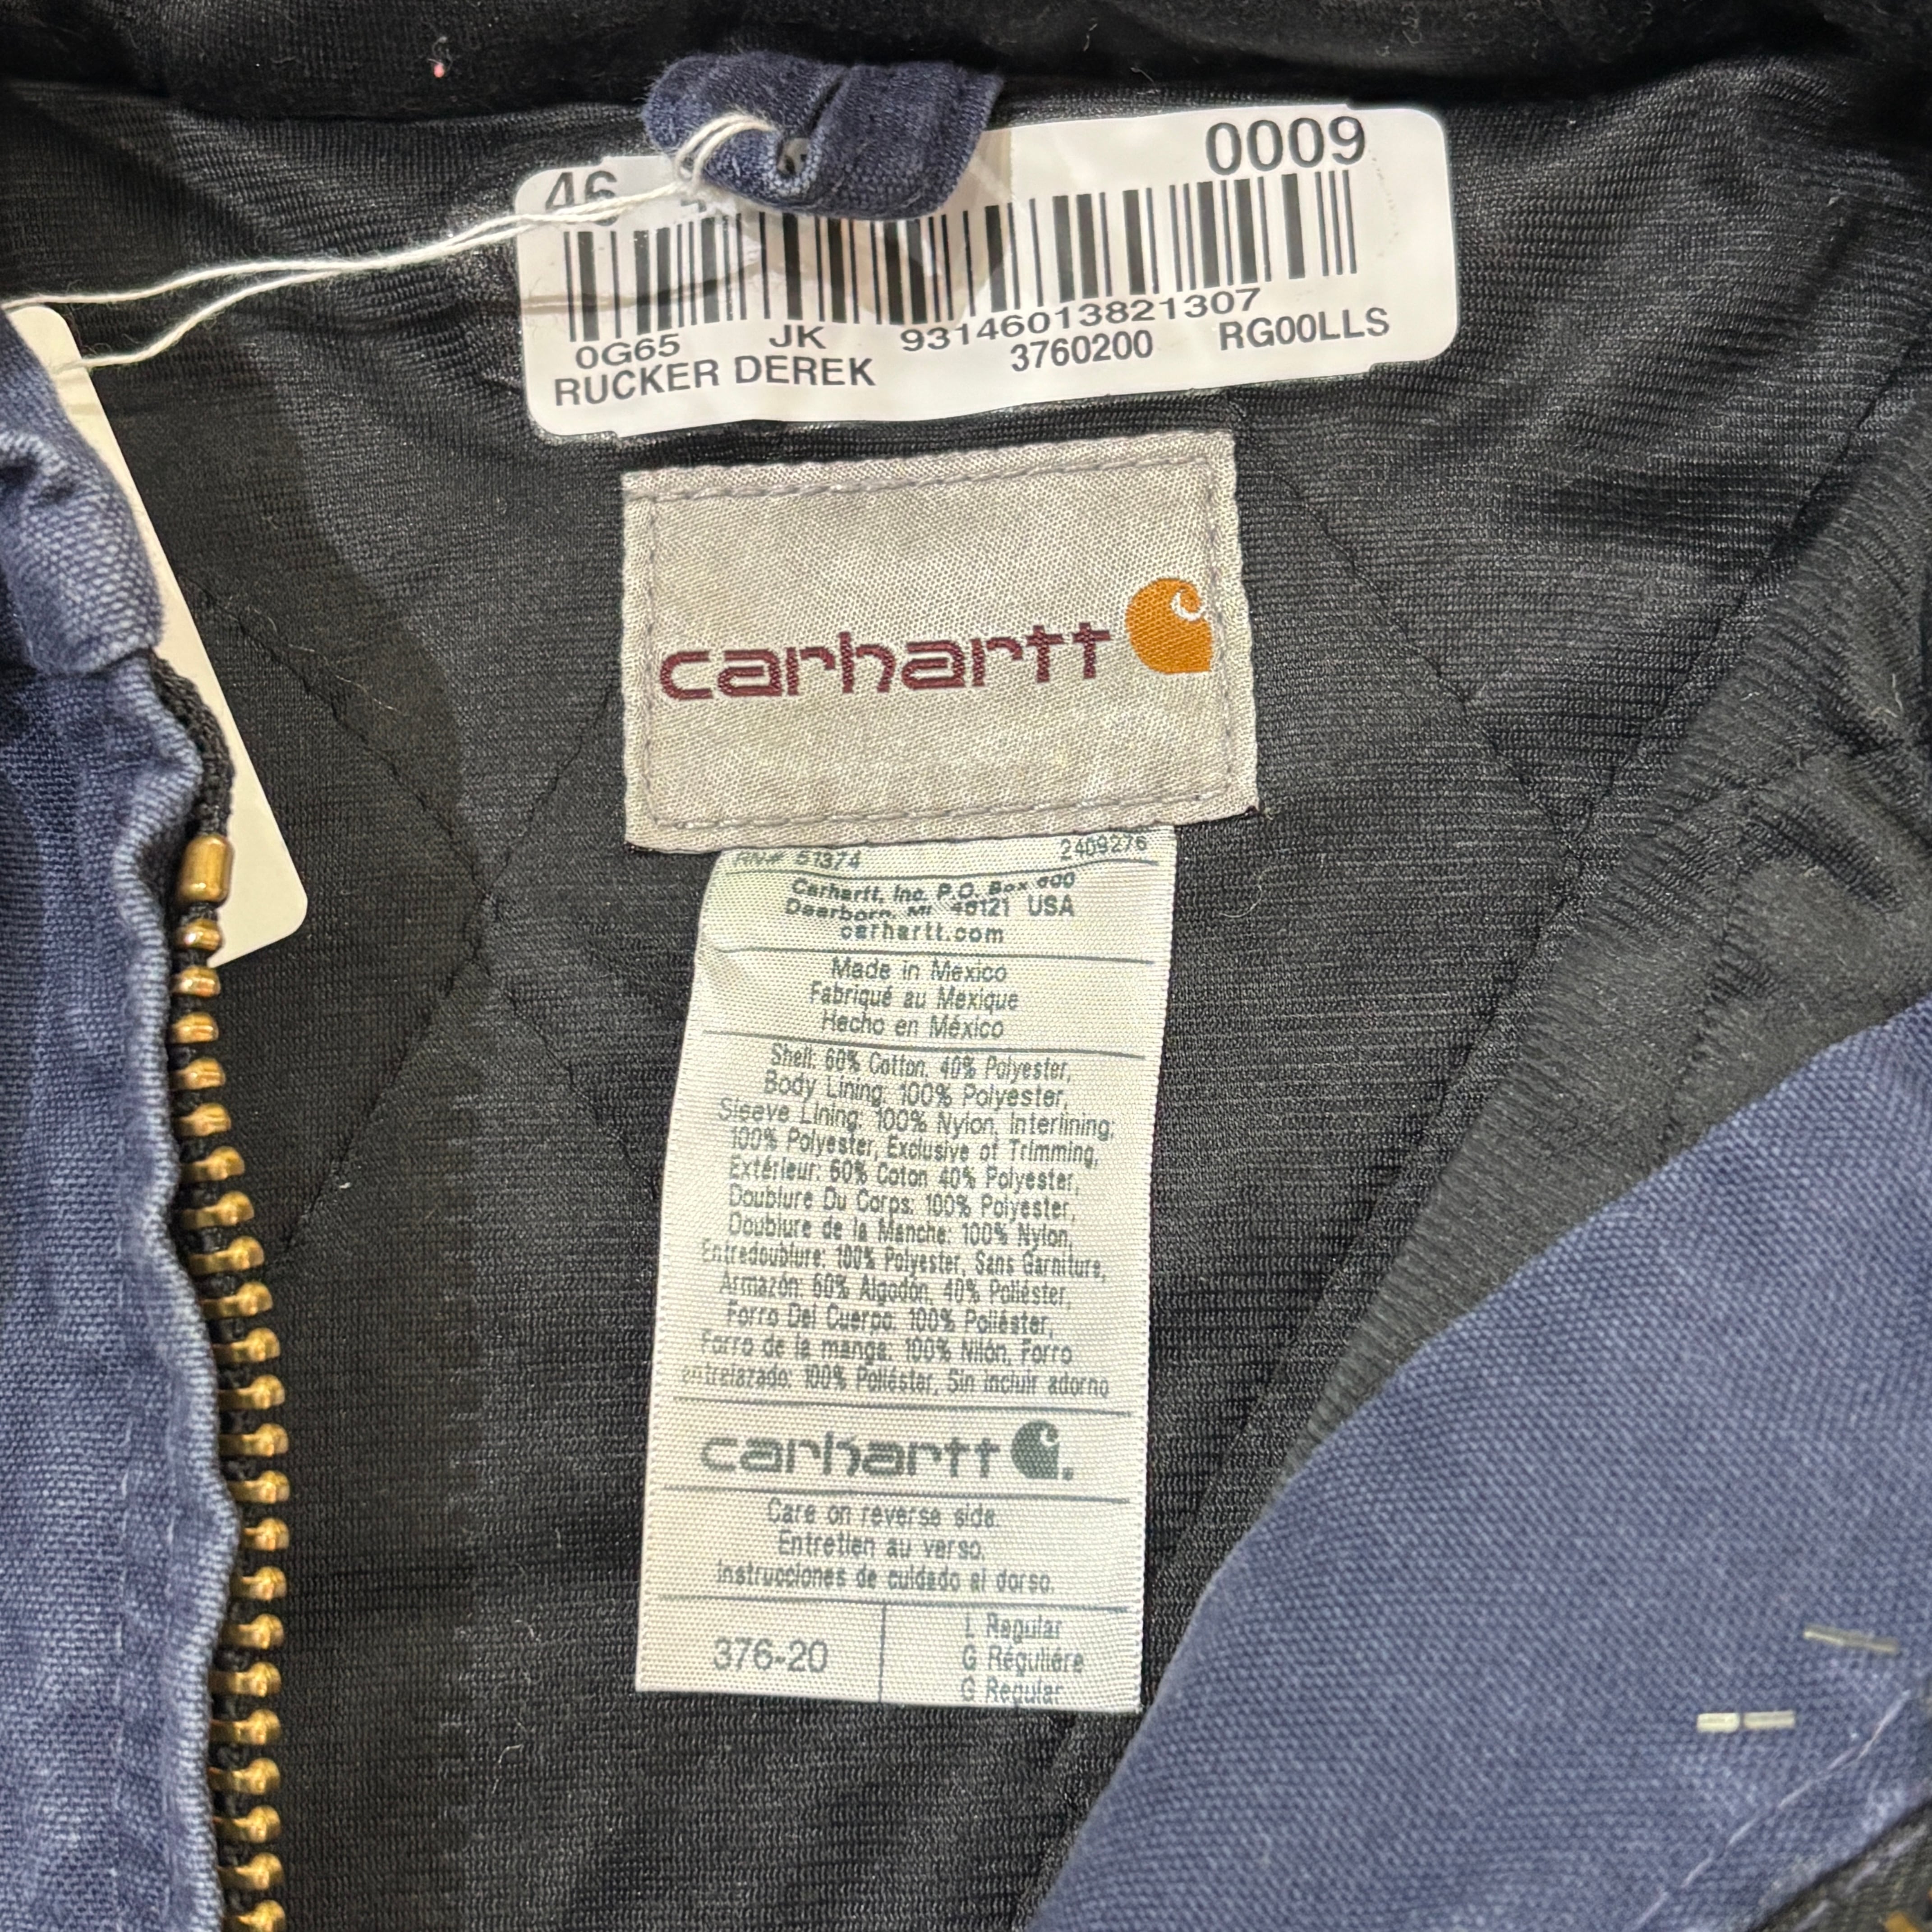 46 0009
0G65 JK 93146013821307
RUCKER DEREK 3760200 RG00LLS
carhartt
RN# 51374 2409276
Carhartt, Inc. P.O. Box 600
Dearborn, MI 48121 USA
carhartt.com
Made in Mexico
Fabriqué au Mexique
Hecho en México
Shell: 60% Cotton, 40% Polyester,
Body Lining: 100% Polyester,
Sleeve Lining: 100% Nylon, Interlining:
100% Polyester, Exclusive of Trimming,
Extérieur: 60% Coton 40% Polyester,
Doublure Du Corps: 100% Polyester,
Doublure de la Manche: 100% Nylon,
Entredoublure: 100% Polyester, Sans Garniture,
Armazón: 60% Algodón, 40% Poliéster,
Forro Del Cuerpo: 100% Poliéster,
Forro de la manga: 100% Nilón, Forro
entrelazado: 100% Poliéster, Sin incluir adorno
carhartt
Care on reverse side.
Entretien au verso.
Instrucciones de cuidado al dorso.
376-20
L Regular
G Régulière
G Regular